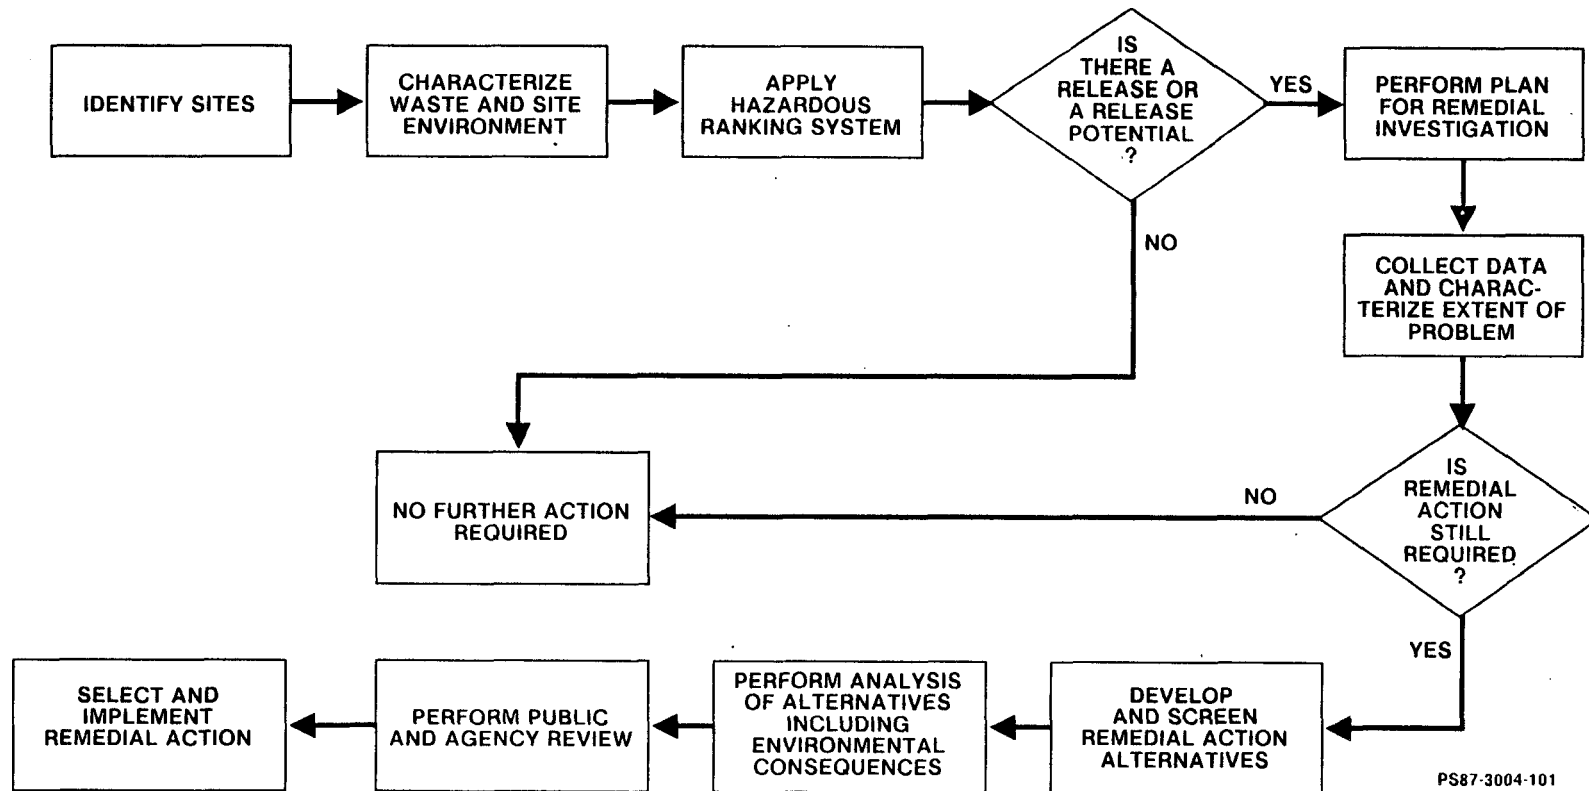 IDENTIFY SITES
CHARACTERIZE
WASTE AND SITE
ENVIRONMENT
APPLY
HAZARDOUS
RANKING SYSTEM
IS
THERE A
RELEASE OR
A RELEASE
POTENTIAL
?
YES
PERFORM PLAN
FOR REMEDIAL
INVESTIGATION
NO
COLLECT DATA
AND CHARAC-
TERIZE EXTENT OF
PROBLEM
IS
REMEDIAL
ACTION
STILL
REQUIRED
?
NO
NO FURTHER ACTION
REQUIRED
YES
DEVELOP
AND SCREEN
REMEDIAL ACTION
ALTERNATIVES
PERFORM ANALYSIS
OF ALTERNATIVES
INCLUDING
ENVIRONMENTAL
CONSEQUENCES
PERFORM PUBLIC
AND AGENCY REVIEW
SELECT AND
IMPLEMENT
REMEDIAL ACTION
PS87-3004-101